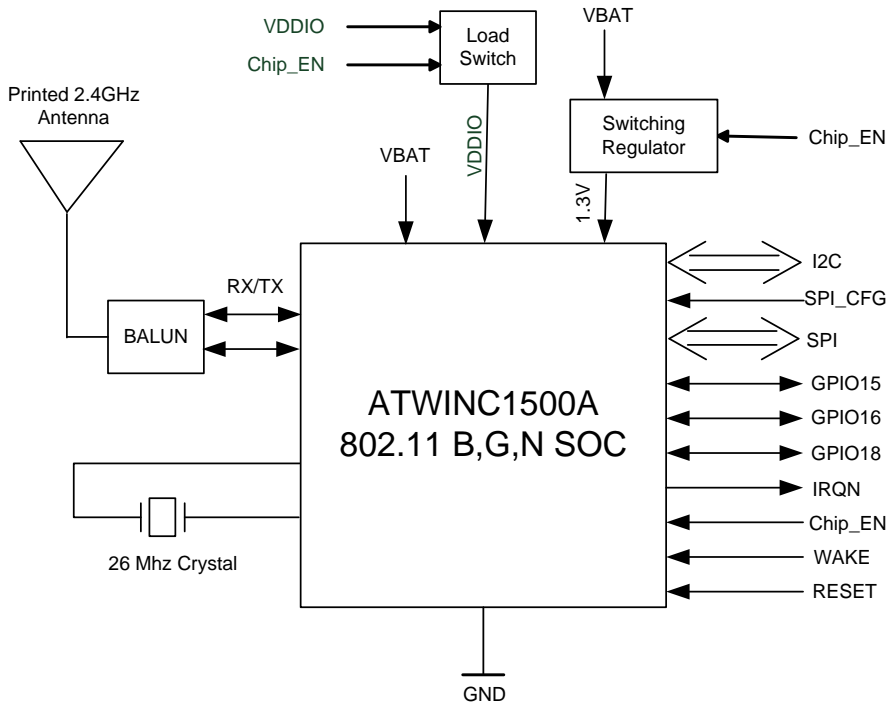 VDDIO
Chip_EN
Load
Switch
VBAT
Printed 2.4GHz
Antenna
Switching
Regulator
Chip_EN
VBAT
VDDIO
1.3V
RX/TX
BALUN
I2C
SPI_CFG
SPI
GPIO15
GPIO16
GPIO18
IRQN
Chip_EN
WAKE
RESET
ATWINC1500A
802.11 B,G,N SOC
26 Mhz Crystal
GND